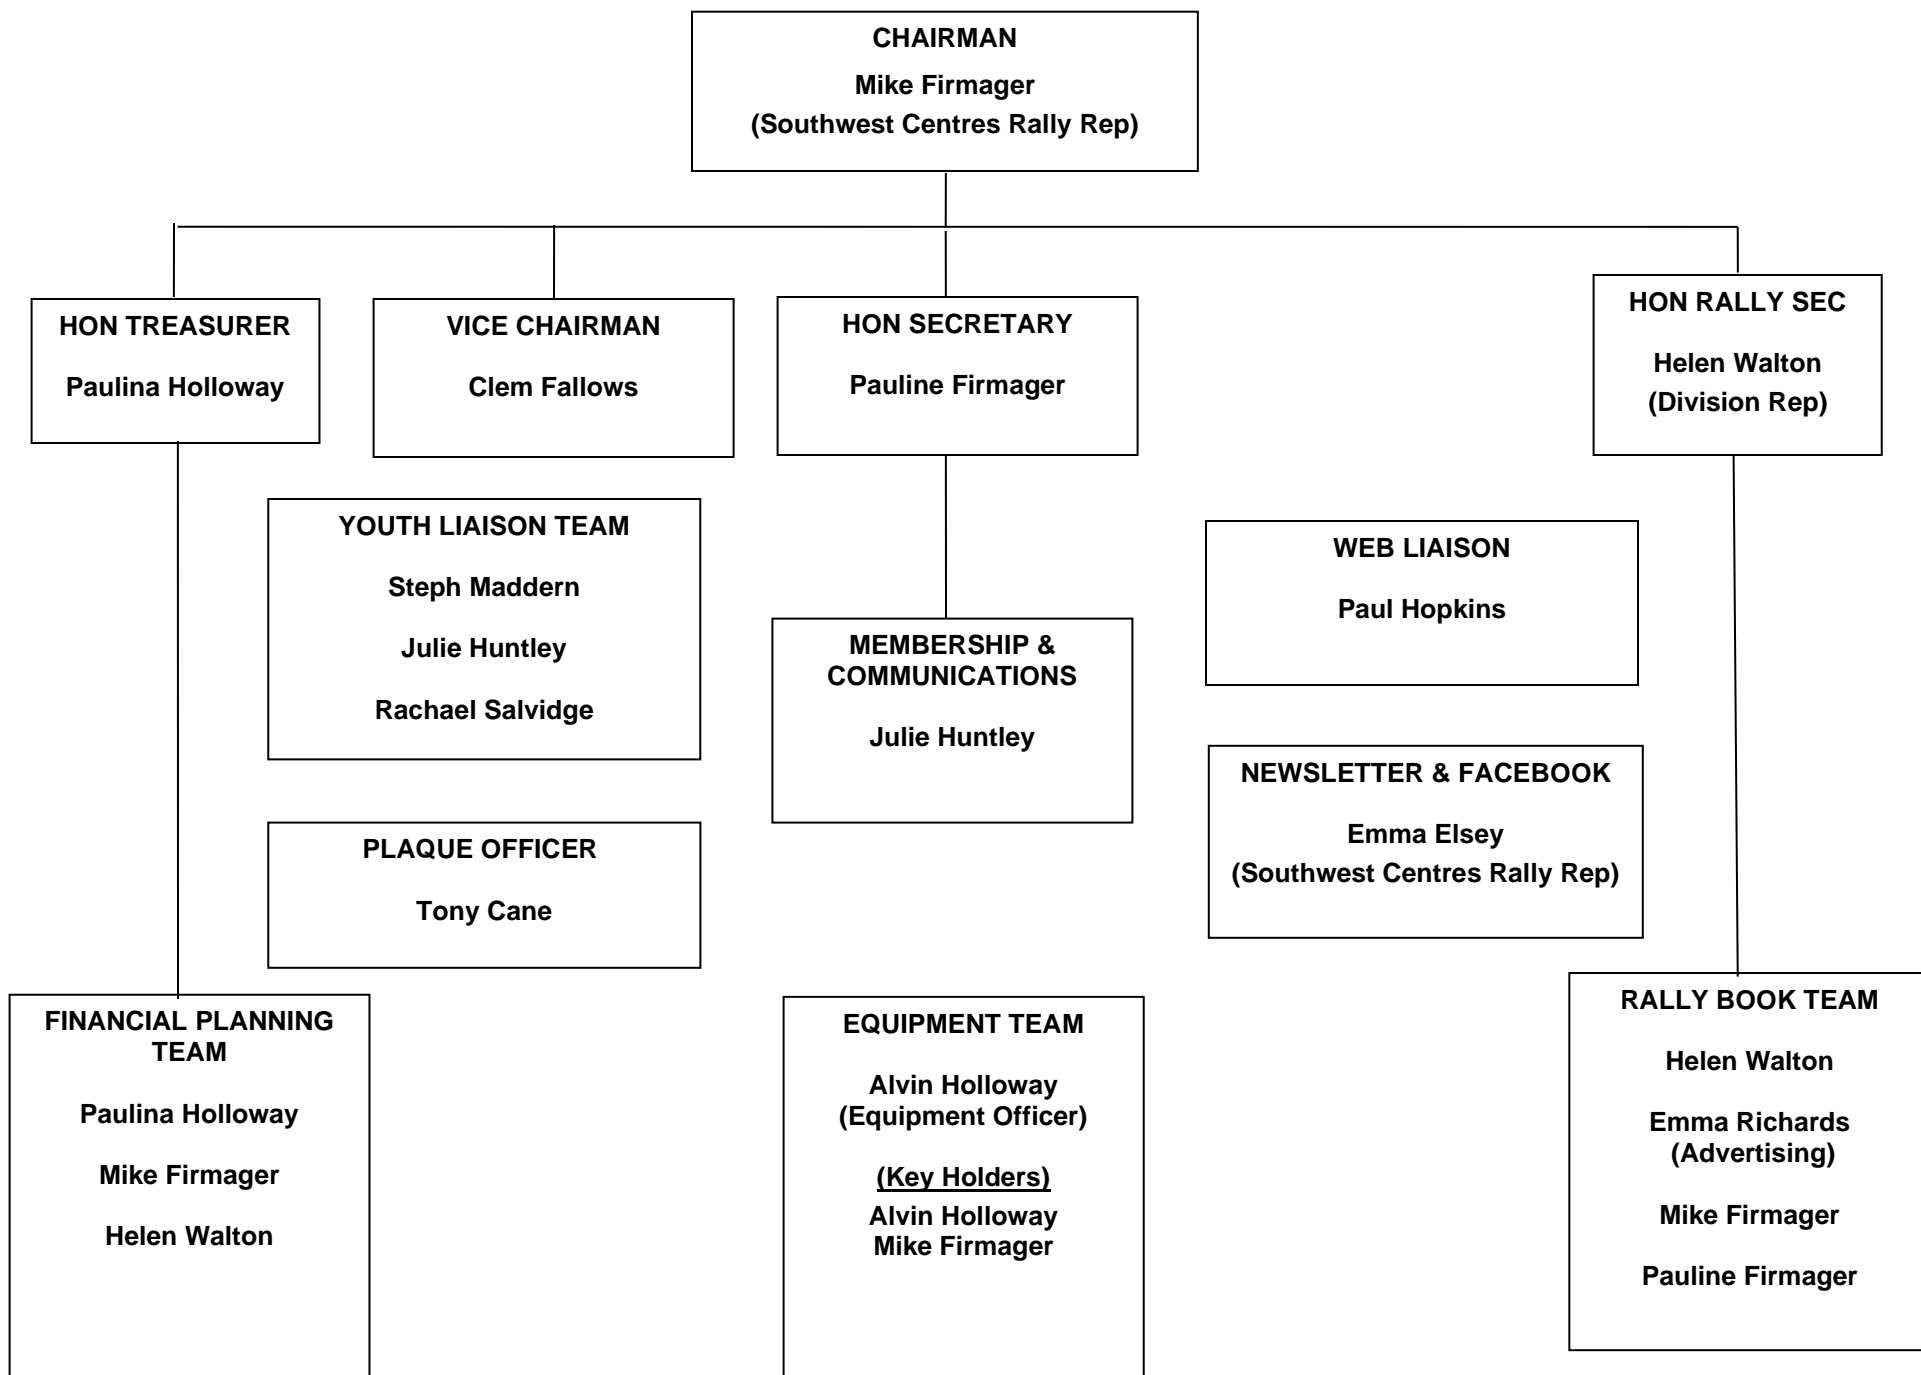 CHAIRMAN
Mike Firmager
(Southwest Centres Rally Rep)
HON TREASURER
Paulina Holloway
VICE CHAIRMAN
Clem Fallows
HON SECRETARY
Pauline Firmager
HON RALLY SEC
Helen Walton
(Division Rep)
YOUTH LIAISON TEAM
Steph Maddern
Julie Huntley
Rachael Salvidge
MEMBERSHIP &
COMMUNICATIONS
Julie Huntley
WEB LIAISON
Paul Hopkins
NEWSLETTER & FACEBOOK
Emma Elsey
(Southwest Centres Rally Rep)
PLAQUE OFFICER
Tony Cane
FINANCIAL PLANNING
TEAM
Paulina Holloway
Mike Firmager
Helen Walton
EQUIPMENT TEAM
Alvin Holloway
(Equipment Officer)
(Key Holders)
Alvin Holloway
Mike Firmager
RALLY BOOK TEAM
Helen Walton
Emma Richards
(Advertising)
Mike Firmager
Pauline Firmager